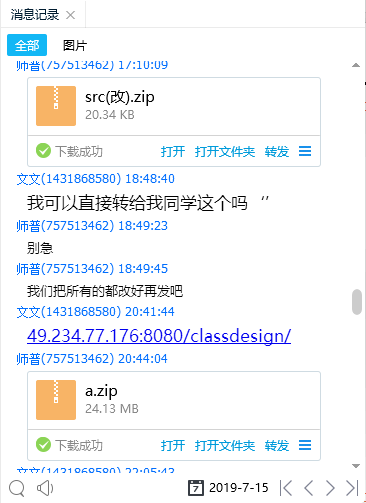 消息记录
全部 图片
师普(757513462) 17:10:09
src(改).zip
20.34 KB
下载成功 打开 打开文件夹 转发
文文(1431868580) 18:48:40
我可以直接转给我同学这个吗‘’
师普(757513462) 18:49:23
别急
师普(757513462) 18:49:45
我们把所有的都改好再发吧
文文(1431868580) 20:41:44
49.234.77.176:8080/classdesign/
师普(757513462) 20:44:04
a.zip
24.13 MB
下载成功 打开 打开文件夹 转发
文文(1431868580) 22:05:43
7 2019-7-15